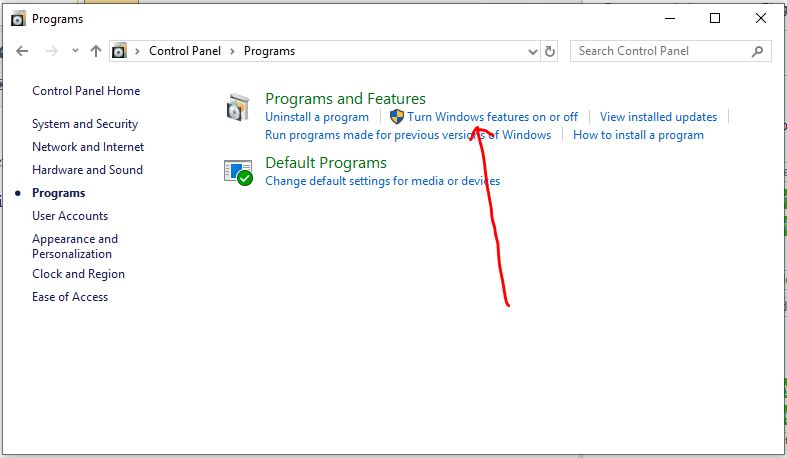 Programs
Control Panel Programs
Search Control Panel
Control Panel Home
System and Security
Network and Internet
Hardware and Sound
Programs
User Accounts
Appearance and
Personalization
Clock and Region
Ease of Access
Programs and Features
Uninstall a program Turn Windows features on or off View installed updates
Run programs made for previous versions of Windows How to install a program
Default Programs
Change default settings for media or devices